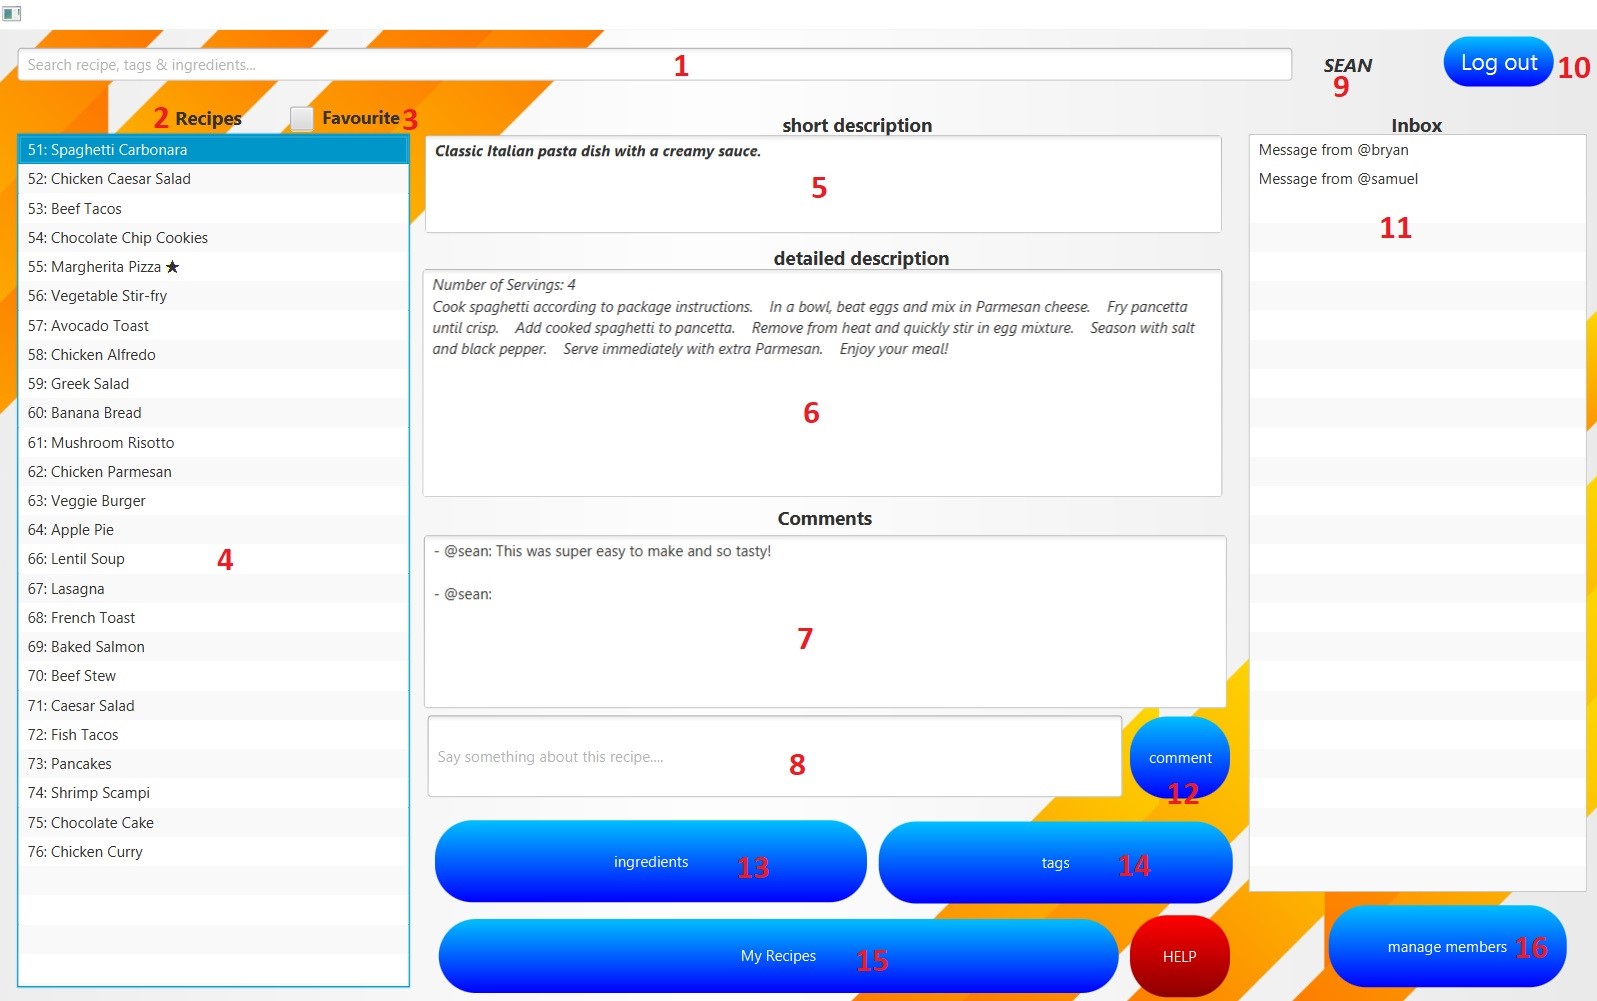 Search recipe, tags & ingredients...
1
SEAN
9
Log out
10
2
Recipes
Favourite
3
51: Spaghetti Carbonara
52: Chicken Caesar Salad
53: Beef Tacos
54: Chocolate Chip Cookies
55: Margherita Pizza ★
56: Vegetable Stir-fry
57: Avocado Toast
58: Chicken Alfredo
59: Greek Salad
60: Banana Bread
61: Mushroom Risotto
62: Chicken Parmesan
63: Veggie Burger
64: Apple Pie
66: Lentil Soup
67: Lasagna
68: French Toast
69: Baked Salmon
70: Beef Stew
71: Caesar Salad
72: Fish Tacos
73: Pancakes
74: Shrimp Scampi
75: Chocolate Cake
76: Chicken Curry
4
short description
Classic Italian pasta dish with a creamy sauce.
5
detailed description
Number of Servings: 4
Cook spaghetti according to package instructions. In a bowl, beat eggs and mix in Parmesan cheese. Fry pancetta
until crisp. Add cooked spaghetti to pancetta. Remove from heat and quickly stir in egg mixture. Season with salt
and black pepper. Serve immediately with extra Parmesan. Enjoy your meal!
6
Comments
- @sean: This was super easy to make and so tasty!
- @sean:
7
Say something about this recipe....
8
comment
12
ingredients
13
tags
14
My Recipes
15
HELP
Inbox
Message from @bryan
Message from @samuel
11
manage members
16